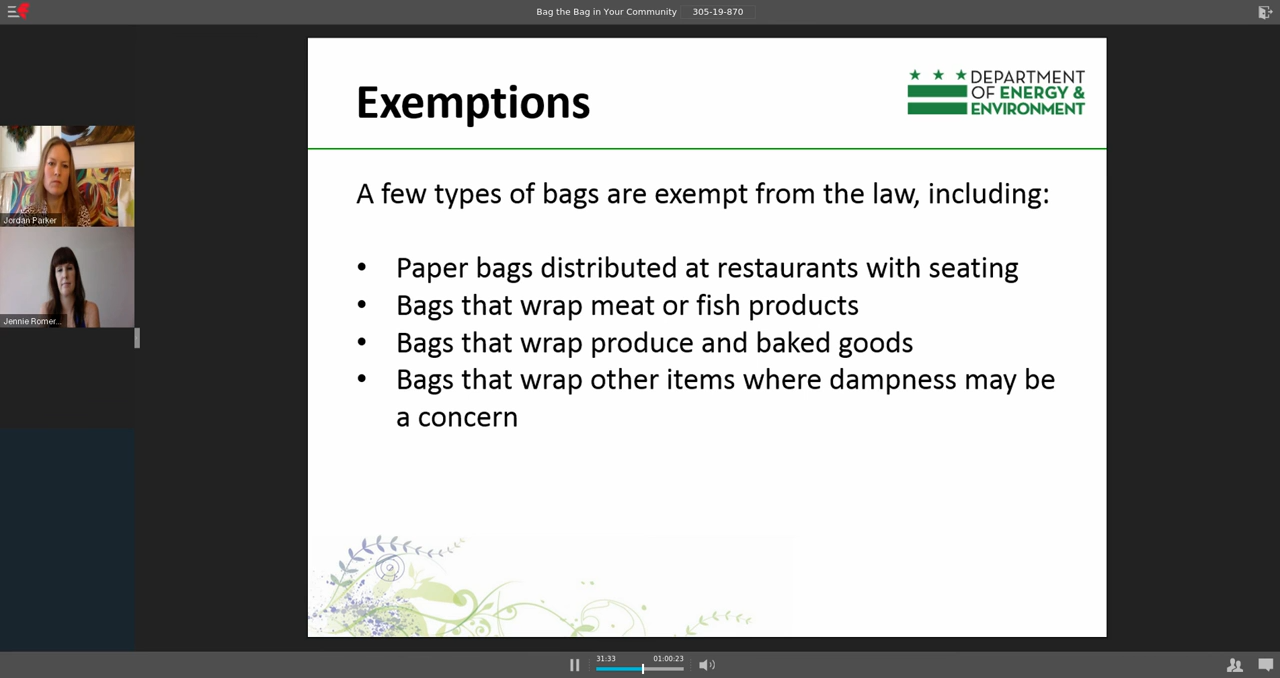 Bag the Bag in Your Community 305-19-870
Exemptions
DEPARTMENT
OF ENERGY &
ENVIRONMENT
A few types of bags are exempt from the law, including:
• Paper bags distributed at restaurants with seating
• Bags that wrap meat or fish products
• Bags that wrap produce and baked goods
• Bags that wrap other items where dampness may be
a concern
Jordan Parker
Jennie Romer...
31:33 01:00:23